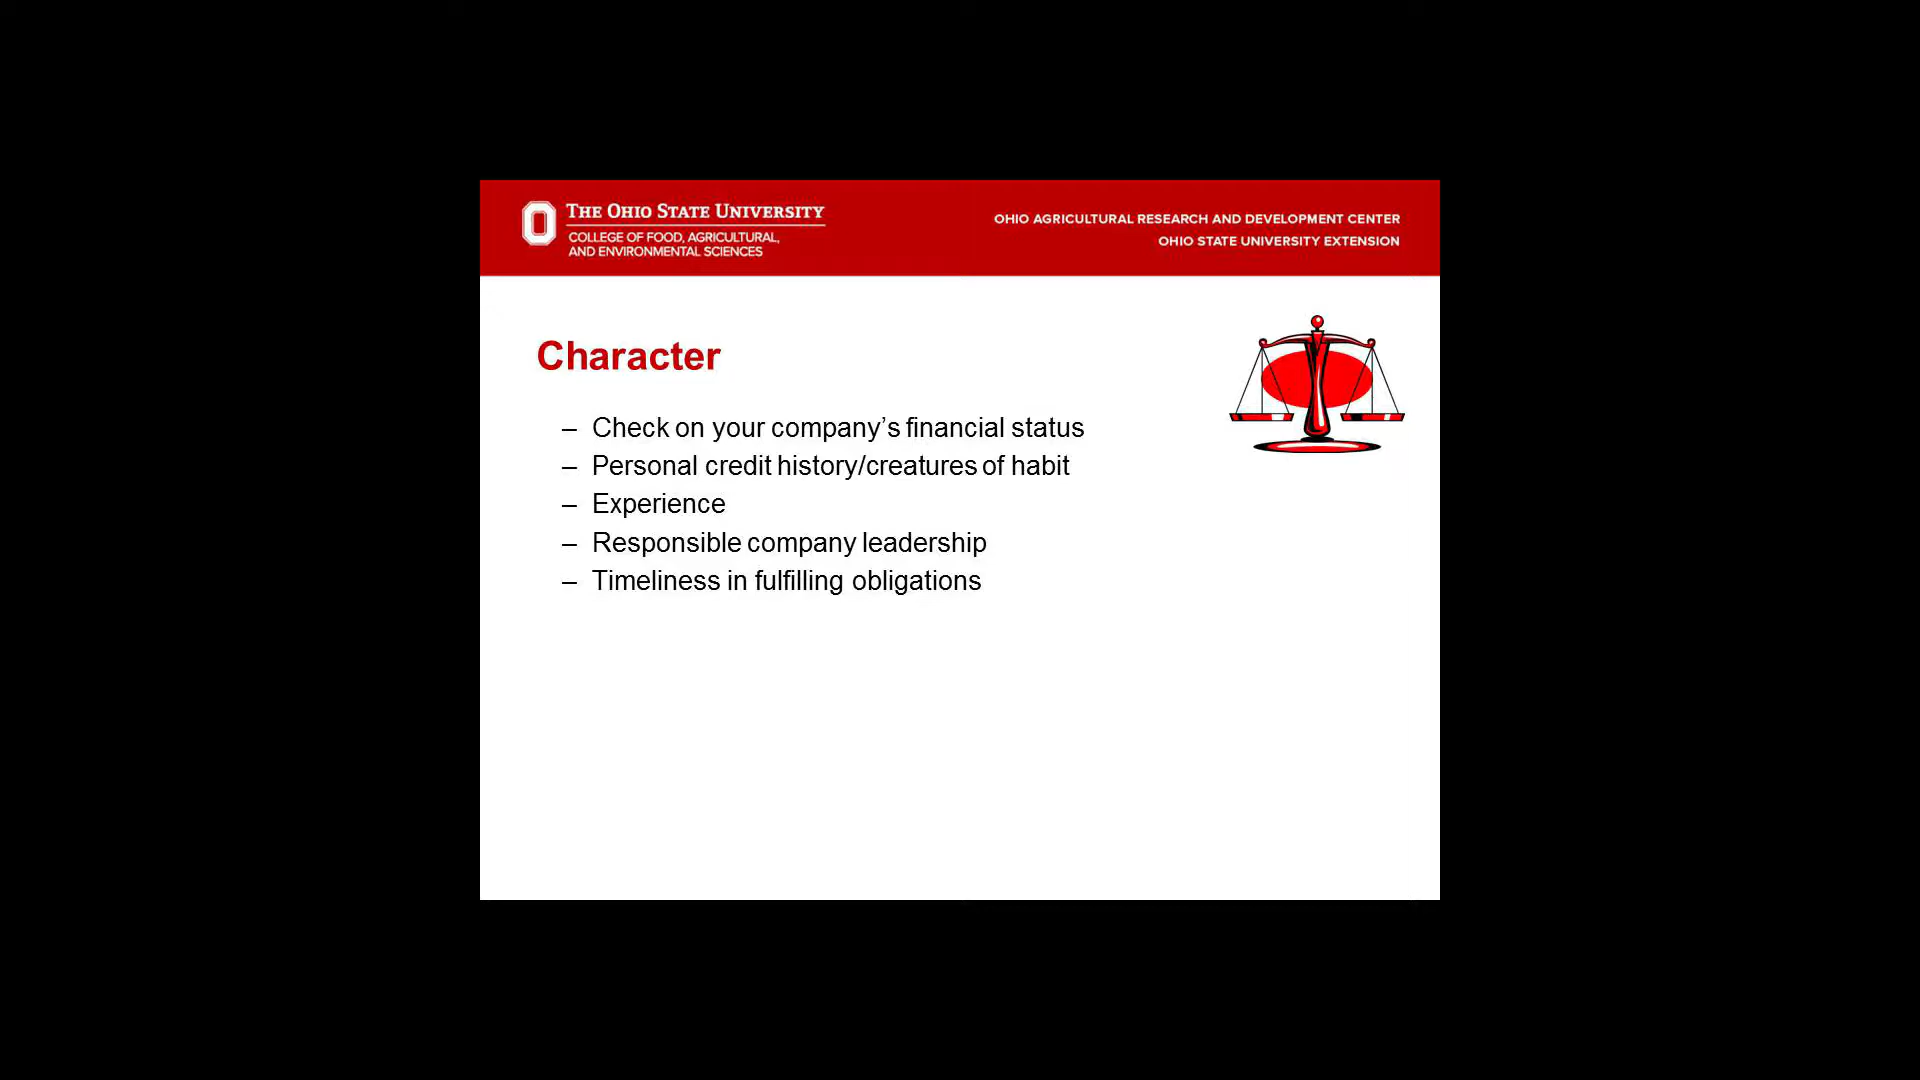 THE OHIO STATE UNIVERSITY
COLLEGE OF FOOD, AGRICULTURAL,
AND ENVIRONMENTAL SCIENCES
OHIO AGRICULTURAL RESEARCH AND DEVELOPMENT CENTER
OHIO STATE UNIVERSITY EXTENSION
Character
– Check on your company’s financial status
– Personal credit history/creatures of habit
– Experience
– Responsible company leadership
– Timeliness in fulfilling obligations